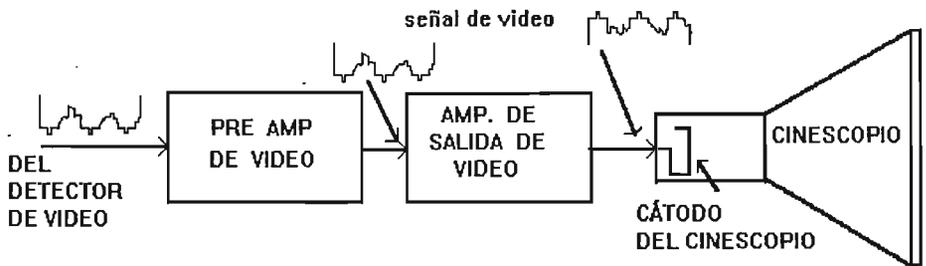 señal de video
DEL
DETECTOR
DE VIDEO
PRE AMP
DE VIDEO
AMP. DE
SALIDA DE
VIDEO
CINESCOPIO
CÁTODO
DEL CINESCOPIO